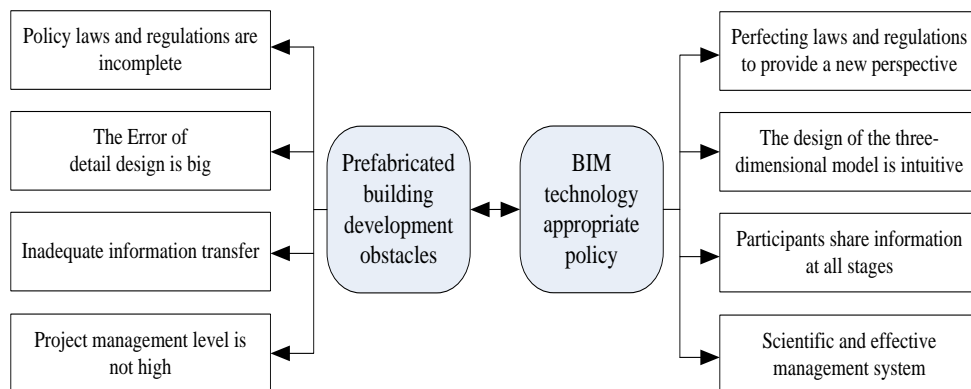 Policy laws and regulations are
incomplete
The Error of
detail design is big
Inadequate information transfer
Project management level is
not high
Prefabricated
building
development
obstacles
BIM
technology
appropriate
policy
Perfecting laws and regulations
to provide a new perspective
The design of the three-
dimensional model is intuitive
Participants share information
at all stages
Scientific and effective
management system